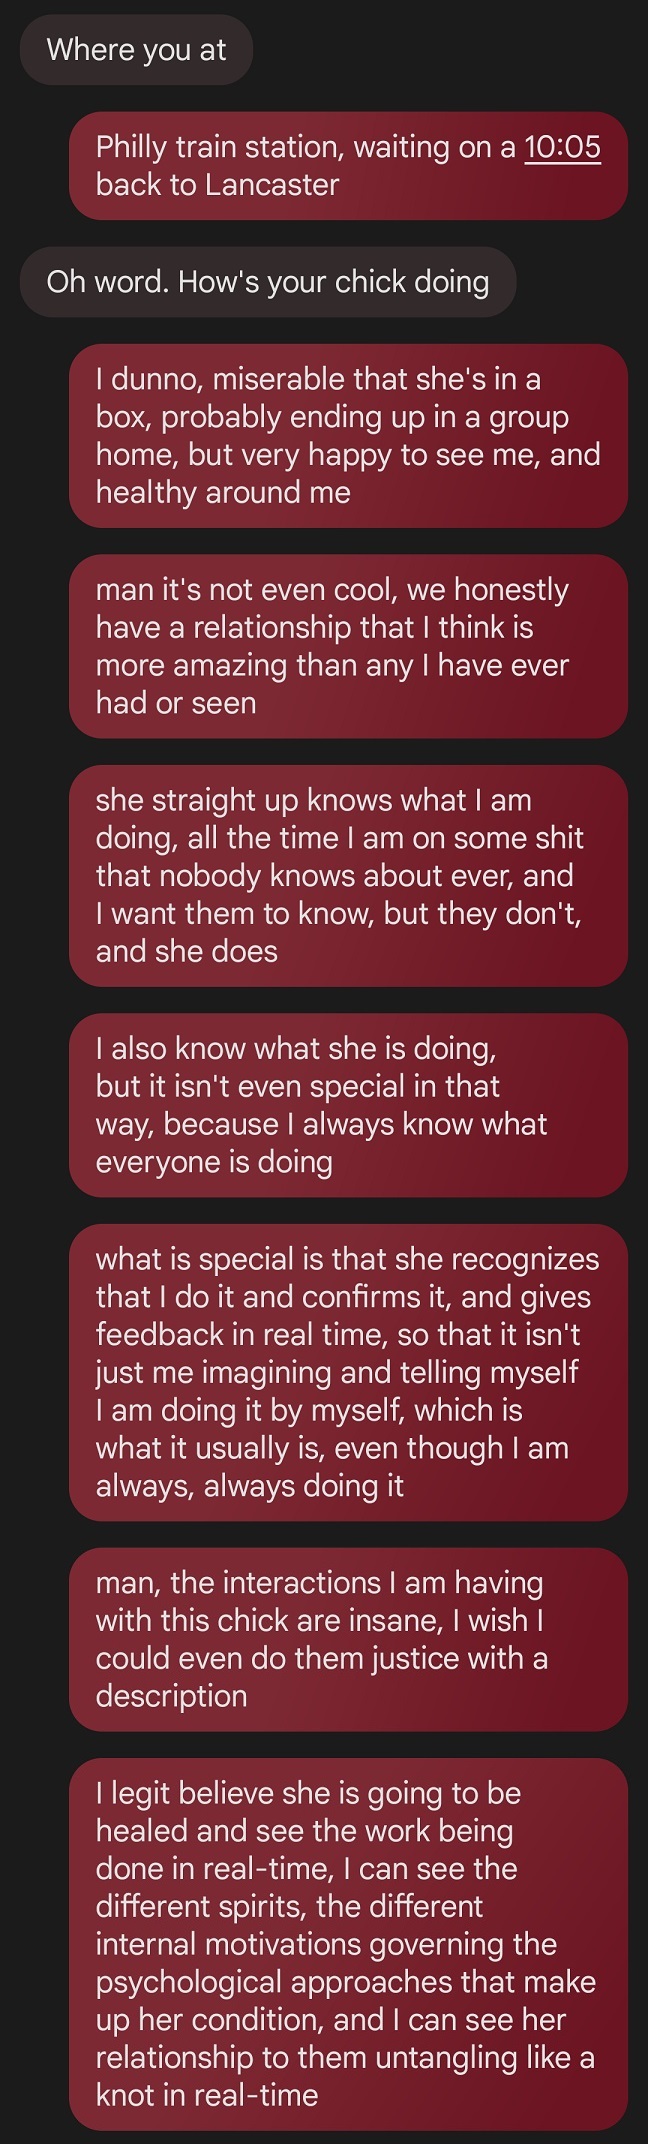 Where you at
Philly train station, waiting on a 10:05
back to Lancaster
Oh word. How's your chick doing
I dunno, miserable that she's in a
box, probably ending up in a group
home, but very happy to see me, and
healthy around me
man it's not even cool, we honestly
have a relationship that I think is
more amazing than any I have ever
had or seen
she straight up knows what I am
doing, all the time I am on some shit
that nobody knows about ever, and
I want them to know, but they don't,
and she does
I also know what she is doing,
but it isn't even special in that
way, because I always know what
everyone is doing
what is special is that she recognizes
that I do it and confirms it, and gives
feedback in real time, so that it isn't
just me imagining and telling myself
I am doing it by myself, which is
what it usually is, even though I am
always, always doing it
man, the interactions I am having
with this chick are insane, I wish I
could even do them justice with a
description
I legit believe she is going to be
healed and see the work being
done in real-time, I can see the
different spirits, the different
internal motivations governing the
psychological approaches that make
up her condition, and I can see her
relationship to them untangling like a
knot in real-time